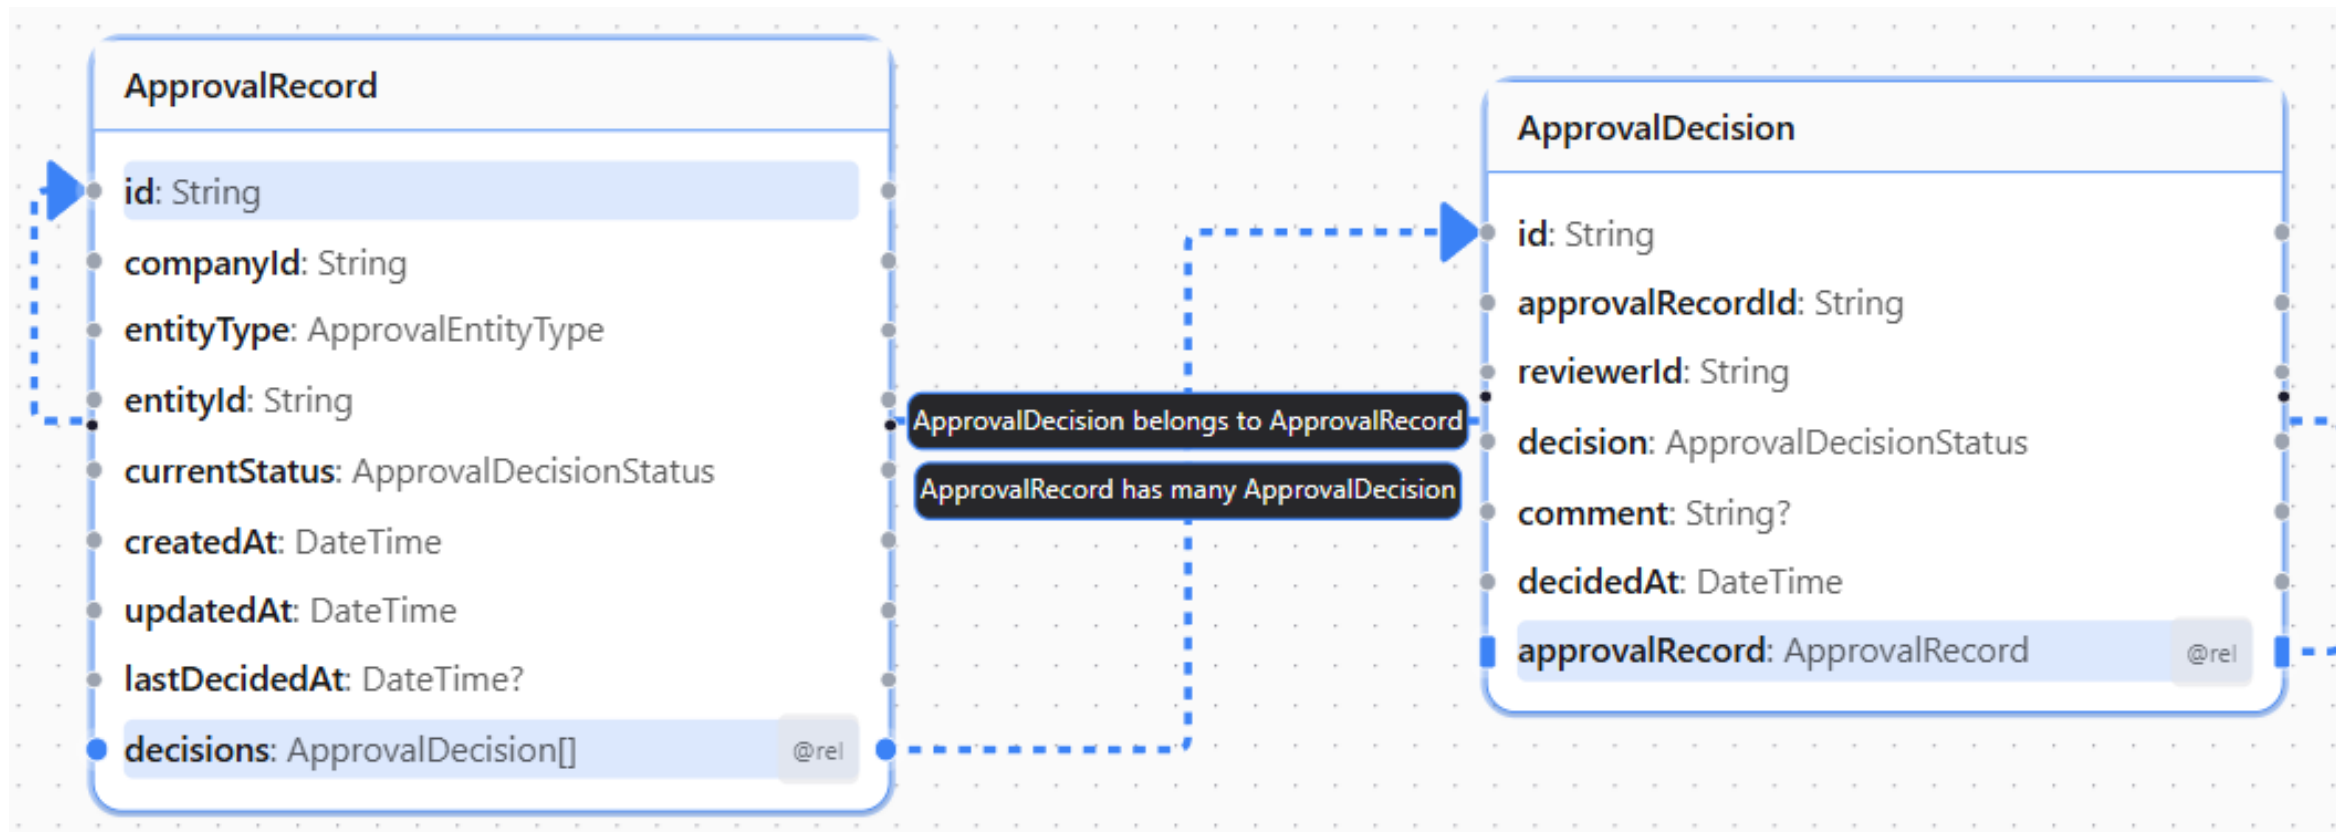 ApprovalRecord
id: String
companyId: String
entityType: ApprovalEntityType
entityId: String
currentStatus: ApprovalDecisionStatus
createdAt: DateTime
updatedAt: DateTime
lastDecidedAt: DateTime?
decisions: ApprovalDecision[] @rel
ApprovalDecision belongs to ApprovalRecord
ApprovalRecord has many ApprovalDecision
ApprovalDecision
id: String
approvalRecordId: String
reviewerId: String
decision: ApprovalDecisionStatus
comment: String?
decidedAt: DateTime
approvalRecord: ApprovalRecord @rel